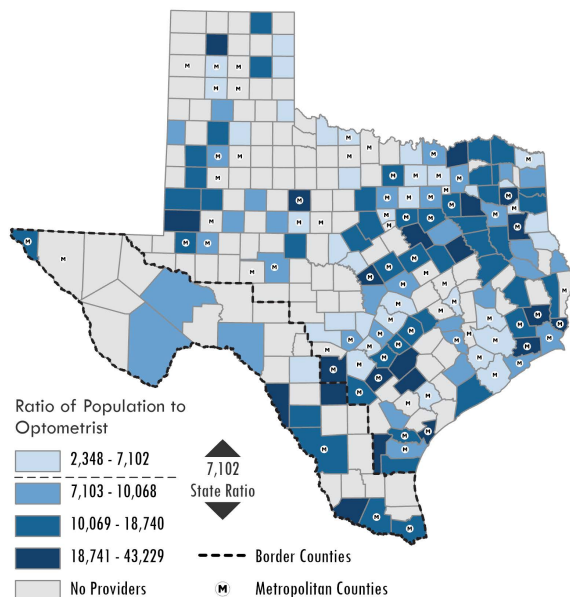 Ratio of Population to
Optometrist
2,348 - 7,102
7,103 - 10,068
10,069 - 18,740
18,741 - 43,229
No Providers
7,102
State Ratio
Border Counties
M Metropolitan Counties